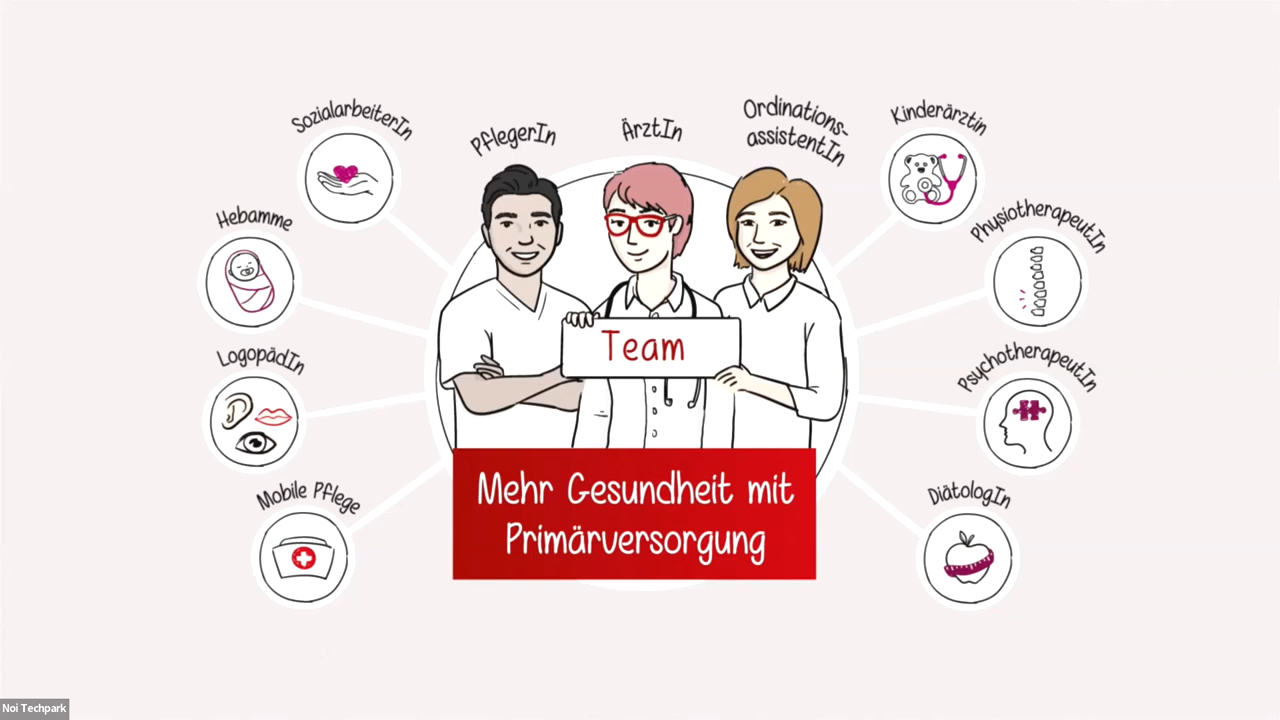 SozialarbeiterIn
PflegerIn
ÄrztIn
Ordinations-
assistentIn
Kinderärztin
Hebamme
PhysiotherapeutIn
LogopädIn
Team
PsychotherapeutIn
Mobile Pflege
Mehr Gesundheit mit
Primärversorgung
DiätologIn
Noi Techpark